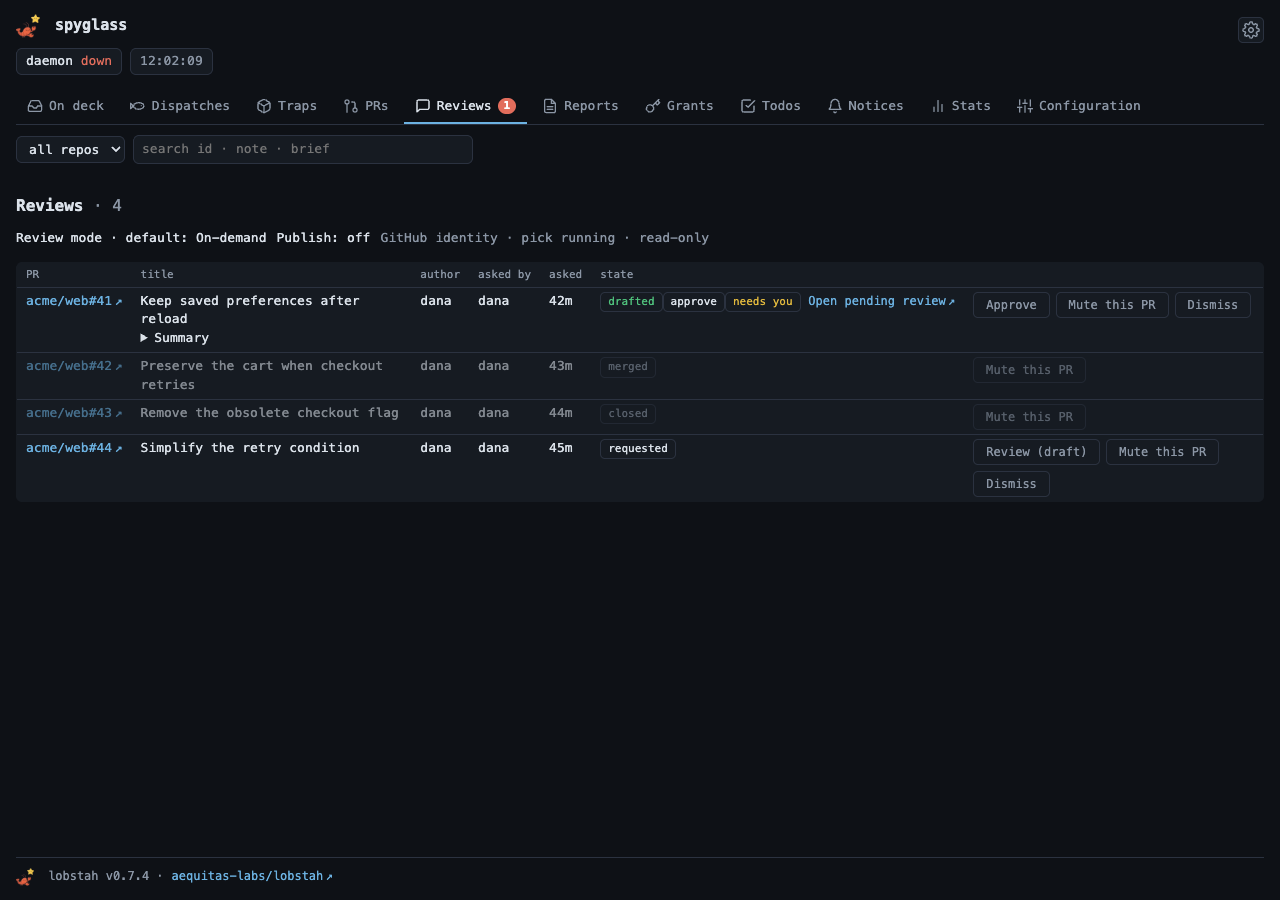 spyglass
daemon down 12:02:09
On deck Dispatches Traps PRs Reviews 1 Reports Grants Todos Notices Stats Configuration
all repos search id · note · brief
Reviews · 4
Review mode · default: On-demand Publish: off GitHub identity · pick running · read-only
PR title author asked by asked state
acme/web#41↗ Keep saved preferences after dana dana 42m drafted approve needs you Open pending review↗ Approve Mute this PR Dismiss
reload
▶ Summary
acme/web#42↗ Preserve the cart when checkout dana dana 43m merged Mute this PR
retries
acme/web#43↗ Remove the obsolete checkout flag dana dana 44m closed Mute this PR
acme/web#44↗ Simplify the retry condition dana dana 45m requested Review (draft) Mute this PR
Dismiss
lobstah v0.7.4 · aequitas-labs/lobstah↗